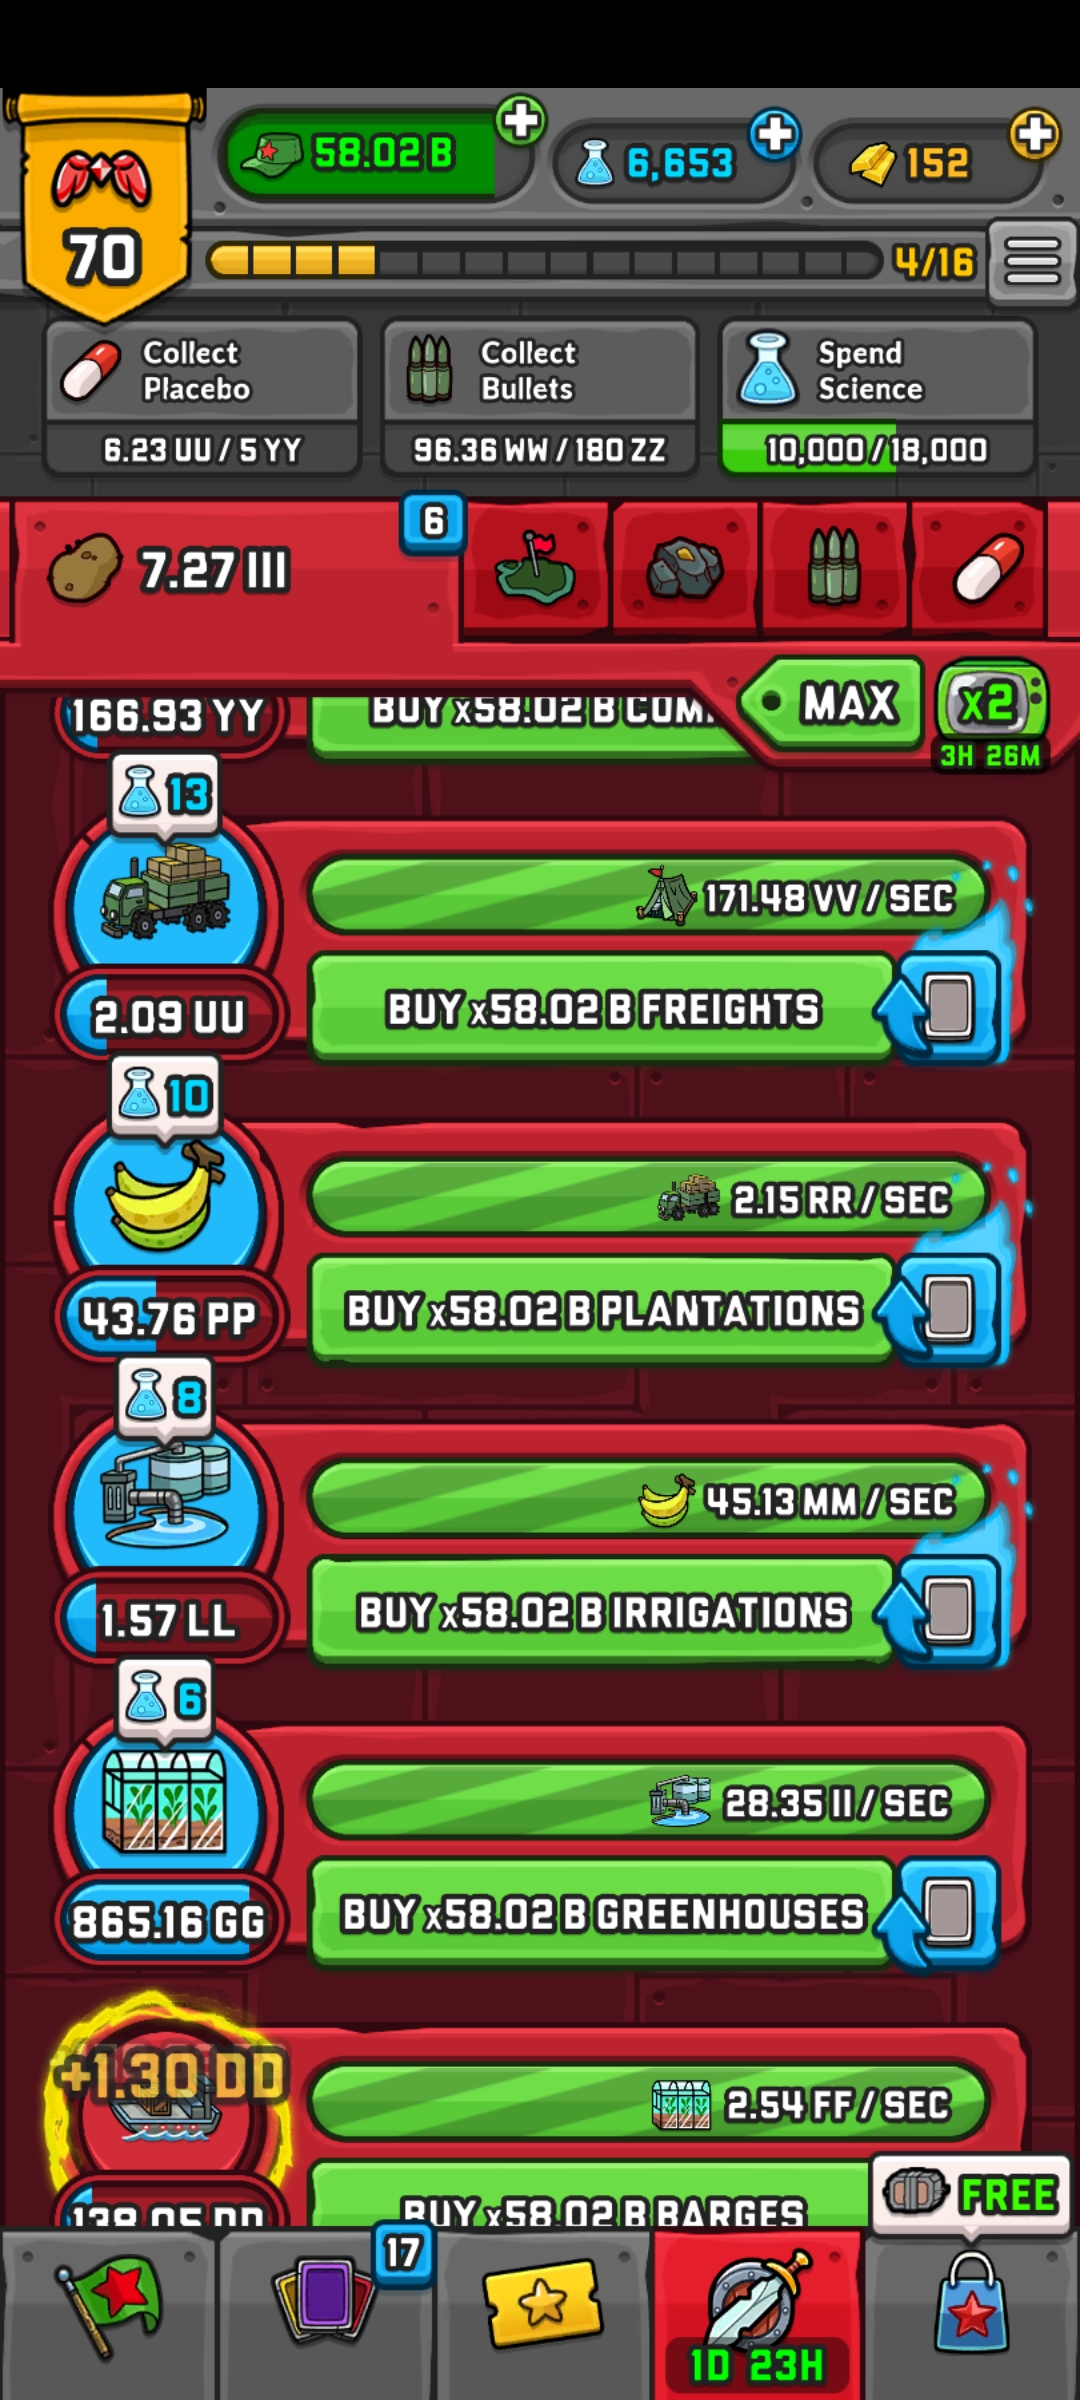 58.02 B
6,653
152
70
4/16
Collect
Placebo
6.23 UU / 5 YY
Collect
Bullets
96.36 WW / 180 ZZ
Spend
Science
10,000 / 18,000
7.27 III
6
MAX
x2
3H 26M
166.93 YY
BUY x58.02 B
13
171.48 VV / SEC
2.09 UU
BUY x58.02 B FREIGHTS
10
2.15 RR / SEC
43.76 PP
BUY x58.02 B PLANTATIONS
8
45.13 MM / SEC
1.57 LL
BUY x58.02 B IRRIGATIONS
6
28.35 II / SEC
865.16 GG
BUY x58.02 B GREENHOUSES
+1.30 DD
2.54 FF / SEC
138.05 DD
BUY x58.02 B BARGES
FREE
17
1D 23H